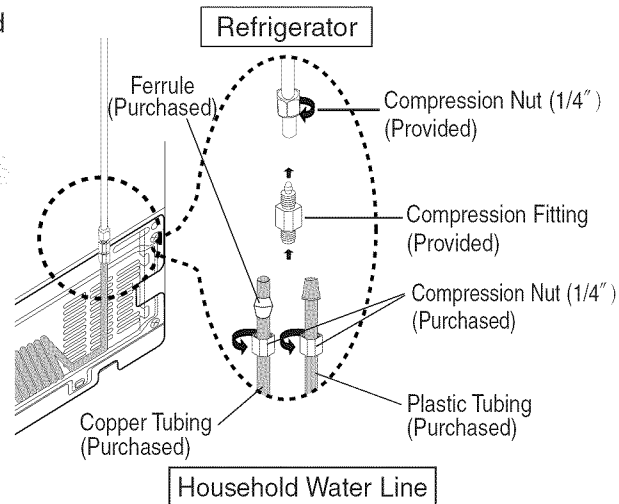 Refrigerator
Ferrule
(Purchased)
Compression Nut (1/4″)
(Provided)
Compression Fitting
(Provided)
Compression Nut (1/4″)
(Purchased)
Copper Tubing
(Purchased)
Plastic Tubing
(Purchased)
Household Water Line